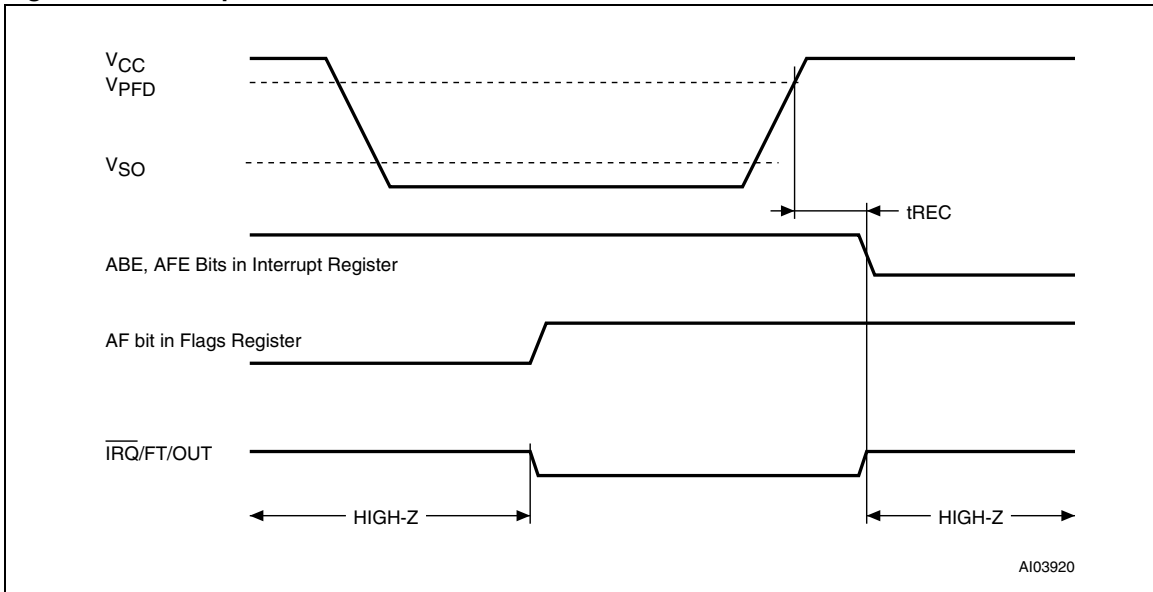 VCC
VPFD
VSO
tREC
ABE, AFE Bits in Interrupt Register
AF bit in Flags Register
IRQ/FT/OUT
HIGH-Z
HIGH-Z
AI03920